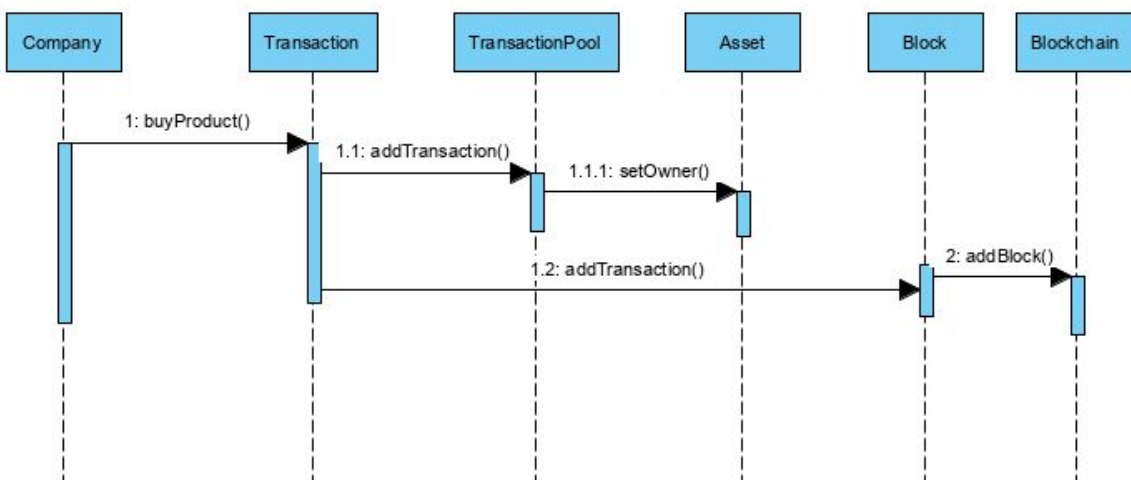 Company
Transaction
TransactionPool
Asset
Block
Blockchain
1: buyProduct()
1.1: addTransaction()
1.1.1: setOwner()
1.2: addTransaction()
2: addBlock()